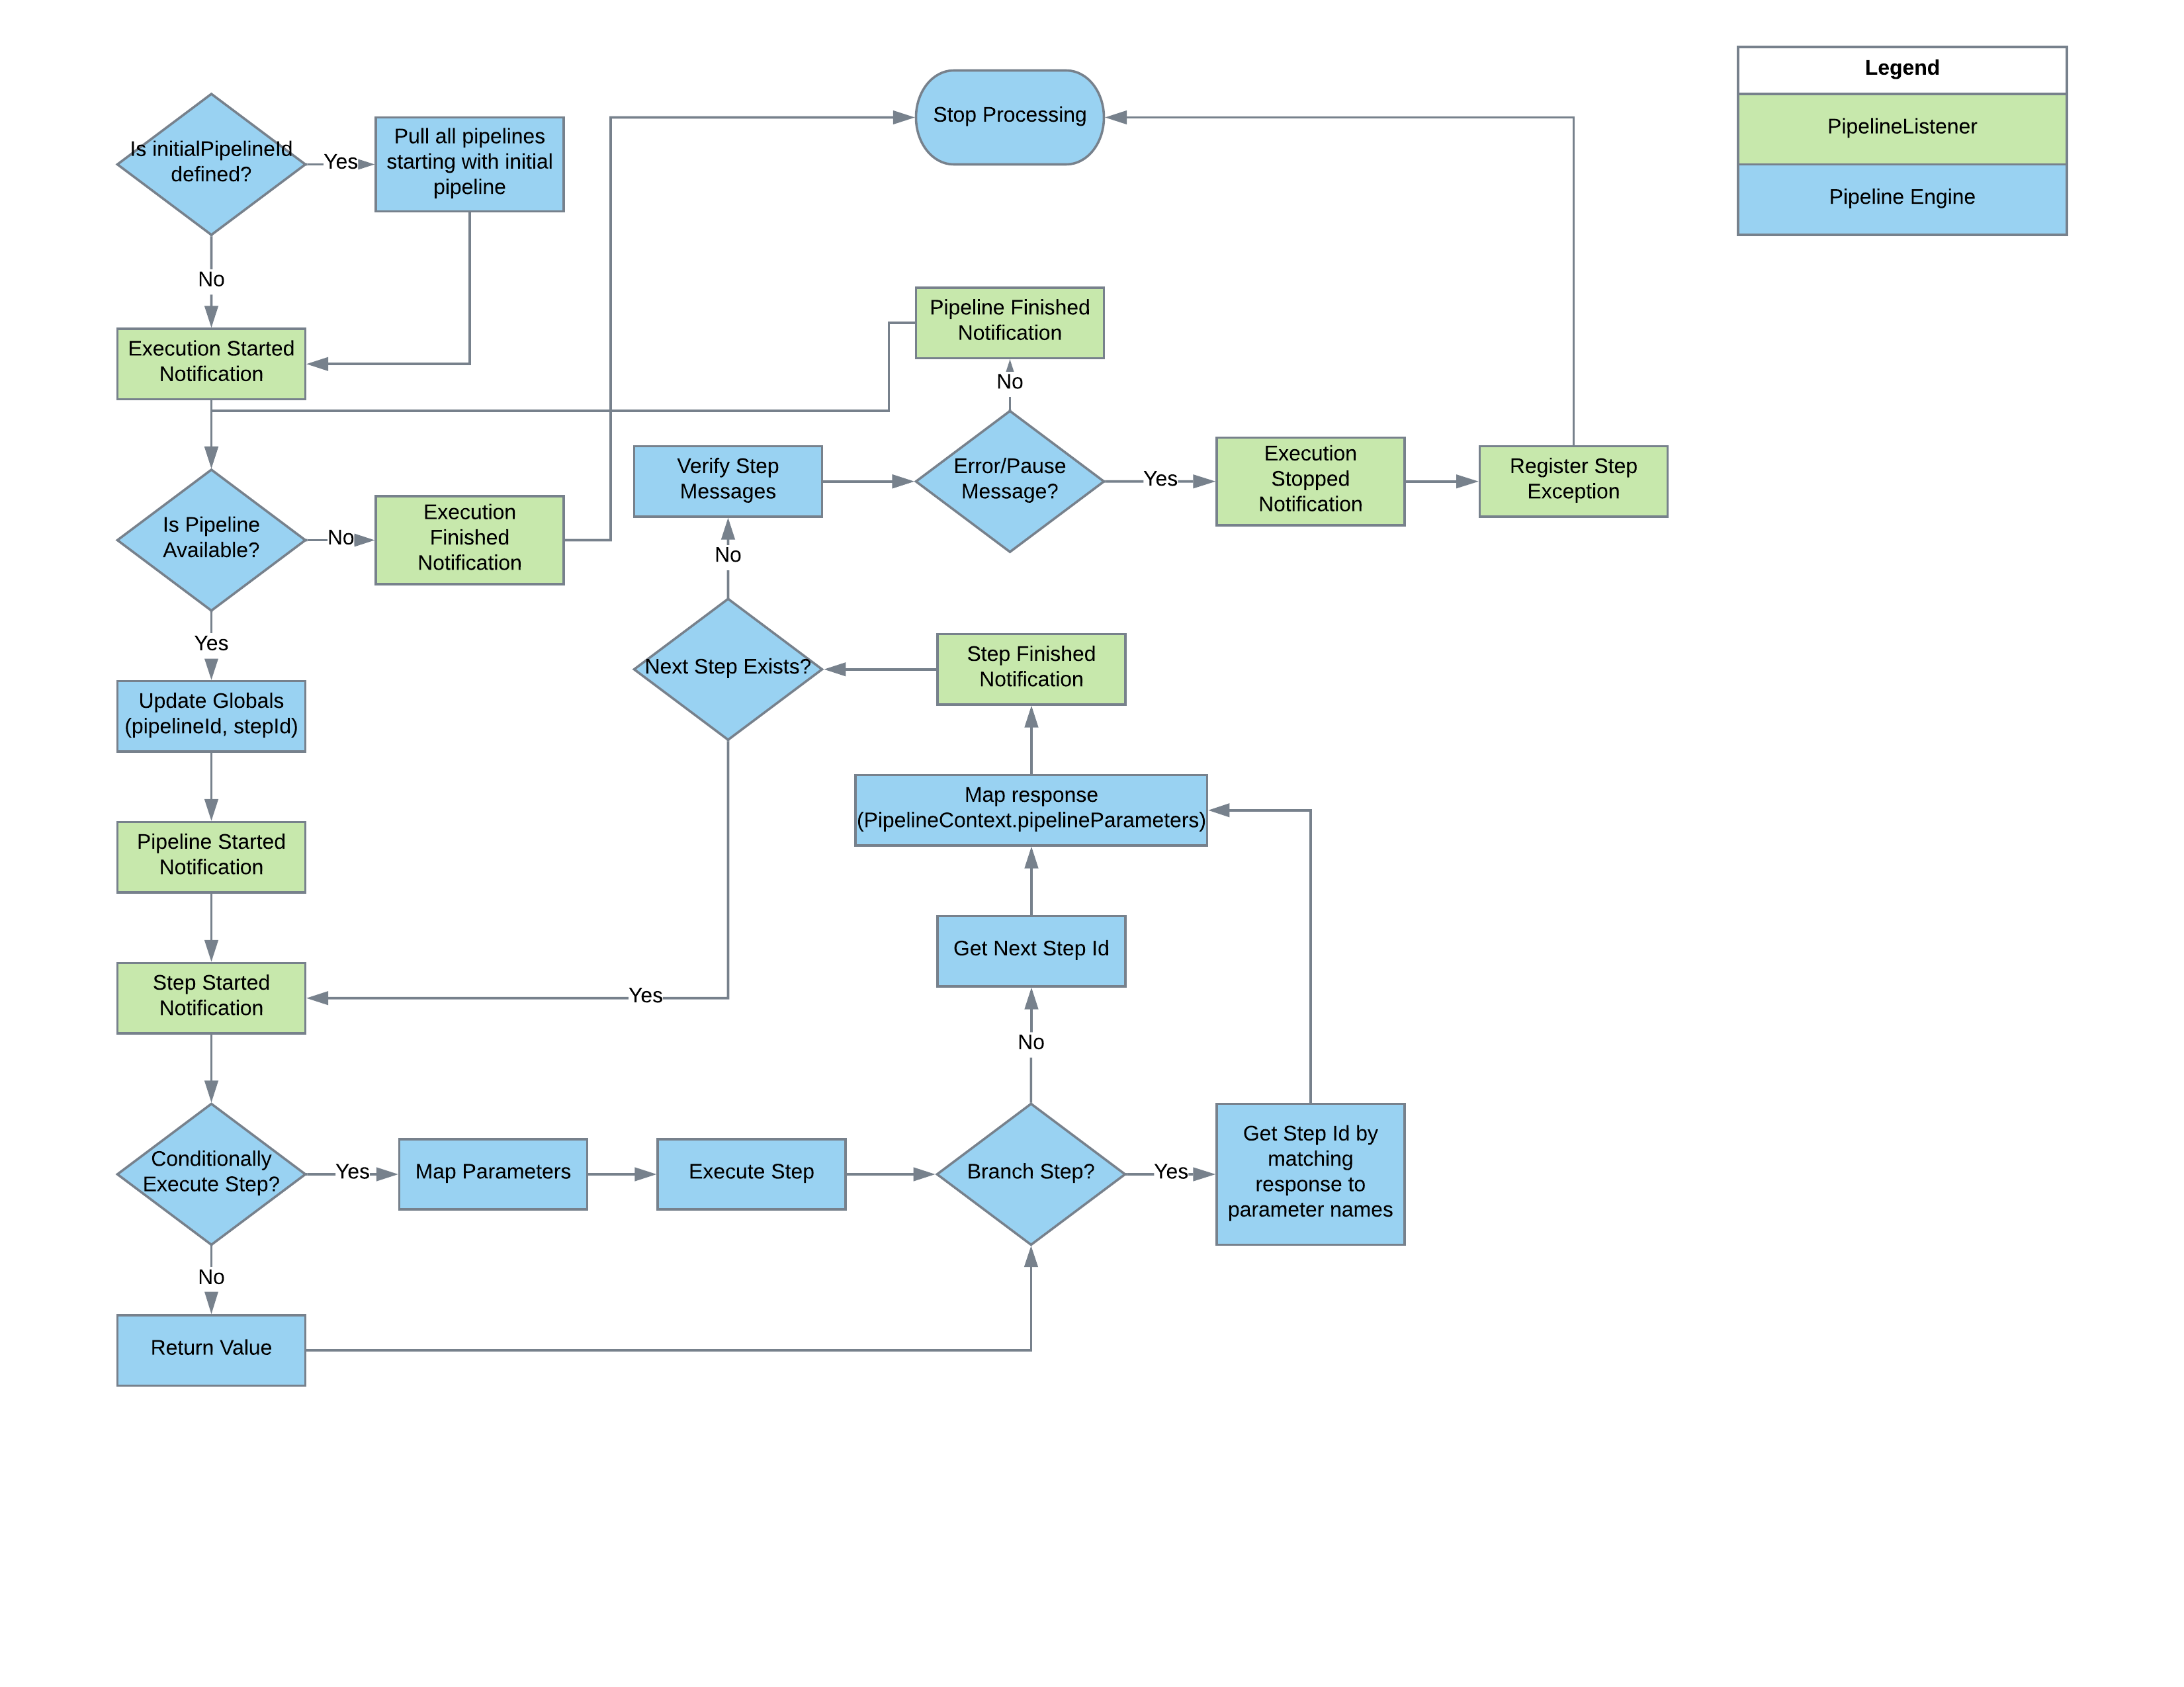 Legend
PipelineListener
Pipeline Engine
Stop Processing
Is initialPipelineId
defined?
Yes
Pull all pipelines
starting with initial
pipeline
No
Execution Started
Notification
Pipeline Finished
Notification
No
Is Pipeline
Available?
No
Execution
Finished
Notification
Verify Step
Messages
Error/Pause
Message?
Yes
Execution
Stopped
Notification
Register Step
Exception
No
Yes
Next Step Exists?
Step Finished
Notification
Update Globals
(pipelineId, stepId)
Map response
(PipelineContext.pipelineParameters)
Pipeline Started
Notification
Get Next Step Id
Step Started
Notification
Yes
No
Conditionally
Execute Step?
Yes
Map Parameters
Execute Step
Branch Step?
Yes
Get Step Id by
matching
response to
parameter names
No
Return Value